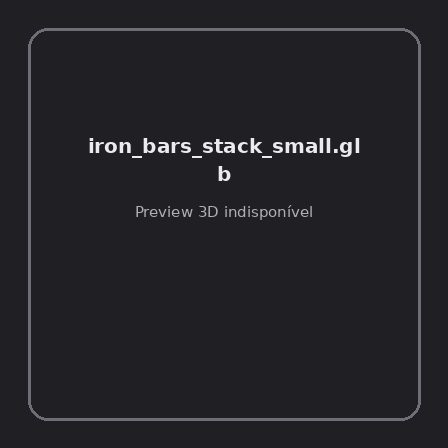 iron_bars_stack_small.gl
b
Preview 3D indisponível